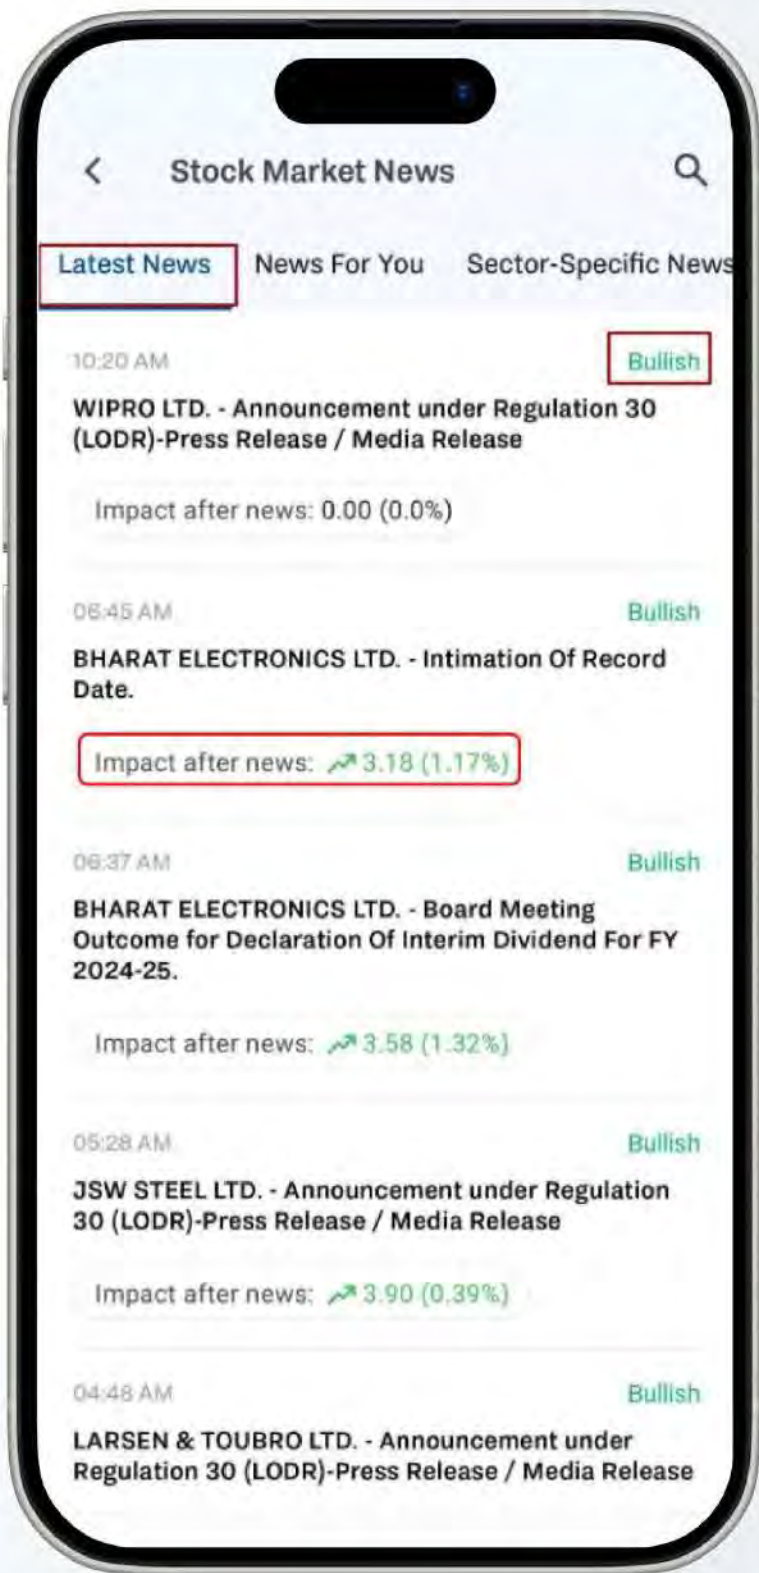 Stock Market News
Latest News News For You Sector-Specific News
10:20 AM Bullish
WIPRO LTD. - Announcement under Regulation 30
(LODR)-Press Release / Media Release
Impact after news: 0.00 (0.0%)
06:45 AM Bullish
BHARAT ELECTRONICS LTD. - Intimation Of Record
Date.
Impact after news: 3.18 (1.17%)
06:37 AM Bullish
BHARAT ELECTRONICS LTD. - Board Meeting
Outcome for Declaration Of Interim Dividend For FY
2024-25.
Impact after news: 3.58 (1.32%)
05:28 AM Bullish
JSW STEEL LTD. - Announcement under Regulation
30 (LODR)-Press Release / Media Release
Impact after news: 3.90 (0.39%)
04:48 AM Bullish
LARSEN & TOUBRO LTD. - Announcement under
Regulation 30 (LODR)-Press Release / Media Release